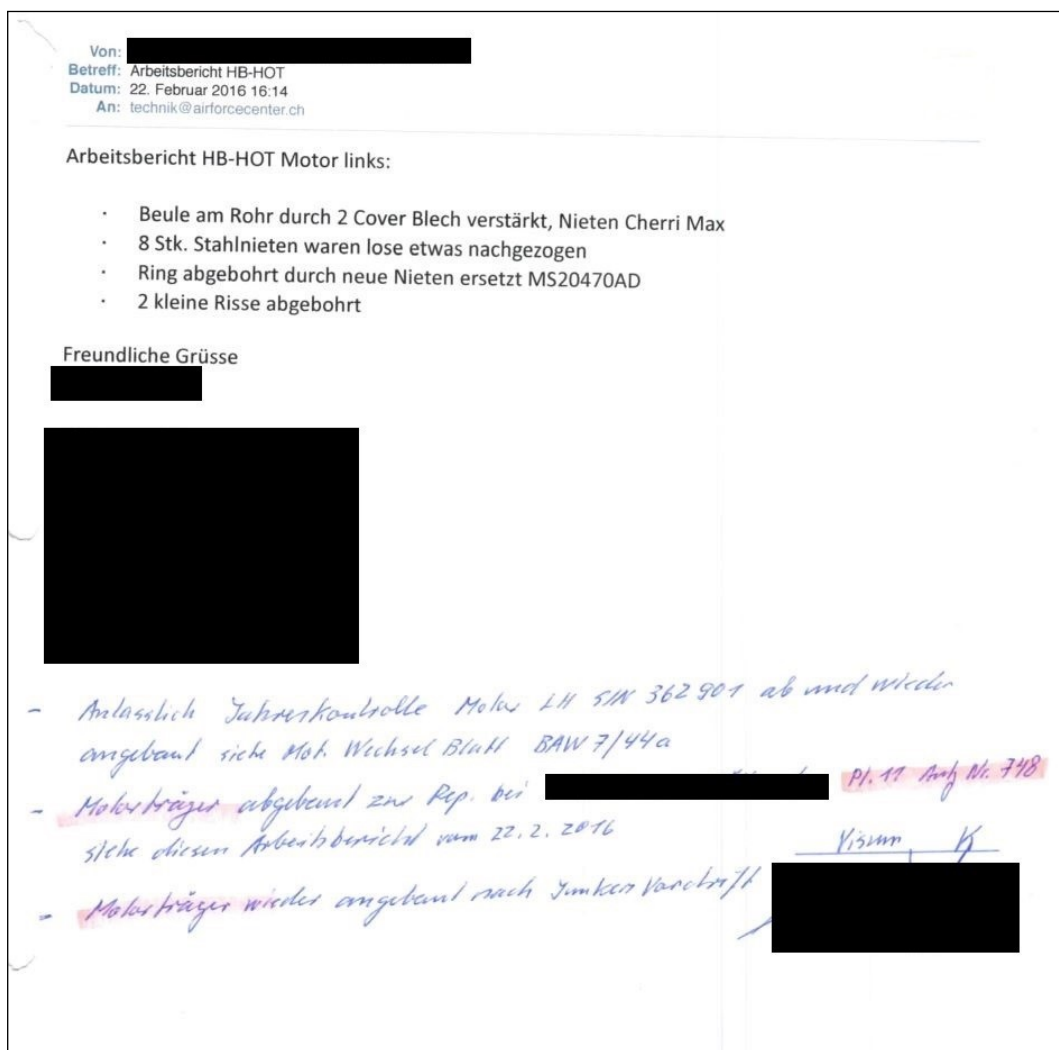 Von:
Betreff: Arbeitsbericht HB-HOT
Datum: 22. Februar 2016 16:14
An: technik@airforcecenter.ch
Arbeitsbericht HB-HOT Motor links:
· Beule am Rohr durch 2 Cover Blech verstärkt, Nieten Cherri Max
· 8 Stk. Stahlnieten waren lose etwas nachgezogen
· Ring abgebohrt durch neue Nieten ersetzt MS20470AD
· 2 kleine Risse abgebohrt
Freundliche Grüsse
- Anlässlich Jahreskontrolle Motor LH S/N 362901 ab und wieder
angebaut siehe Mot. Wechsel Blatt BAW 7/44a
- Motorträger abgebaut zur Rep. bei Pl. 11 Nr. 748
siehe diesen Arbeitsbericht vom 22.2.2016
Visum K
- Motorträger wieder angebaut nach Junkers Vorschrift